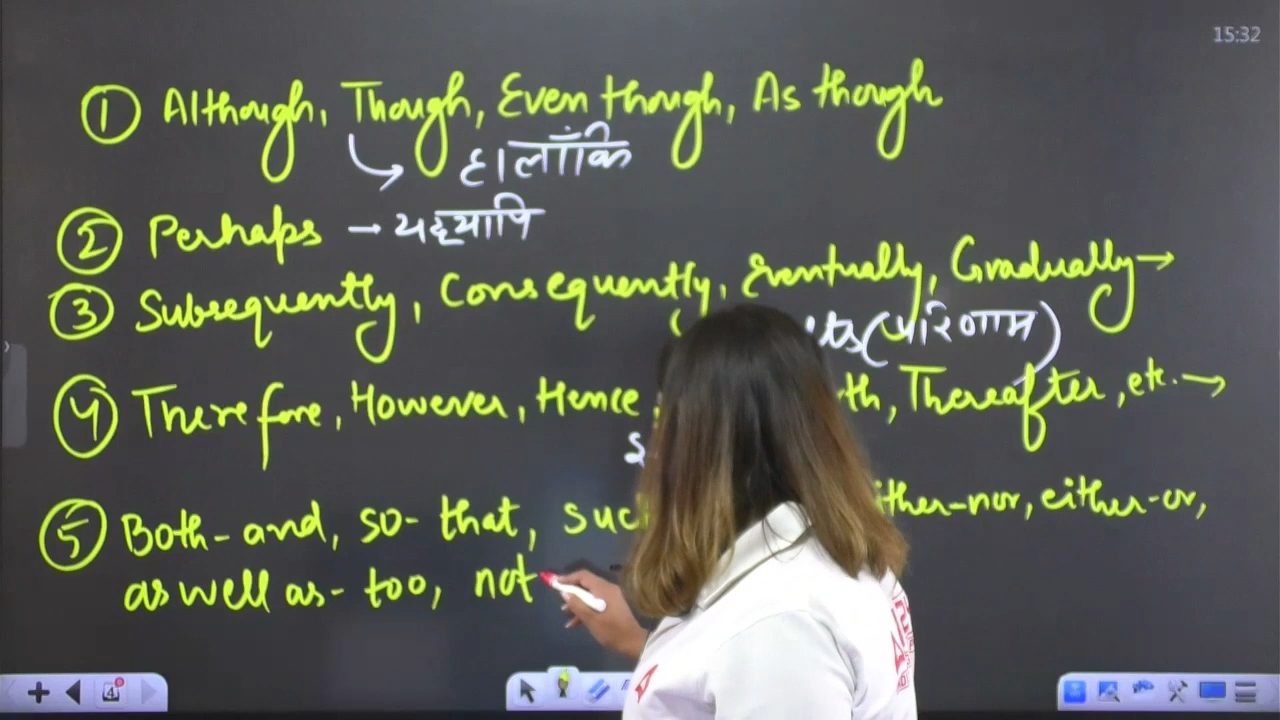 15:32
① Although, Though, Even though, As though
हालाँकि
② Perhaps → यद्यपि
③ Subsequently, Consequently, Eventually, Gradually →
(परिणाम)
④ Therefore, However, Hence, Thereafter, etc. →
⑤ Both-and, so-that, either-or,
as well as-too, not
4